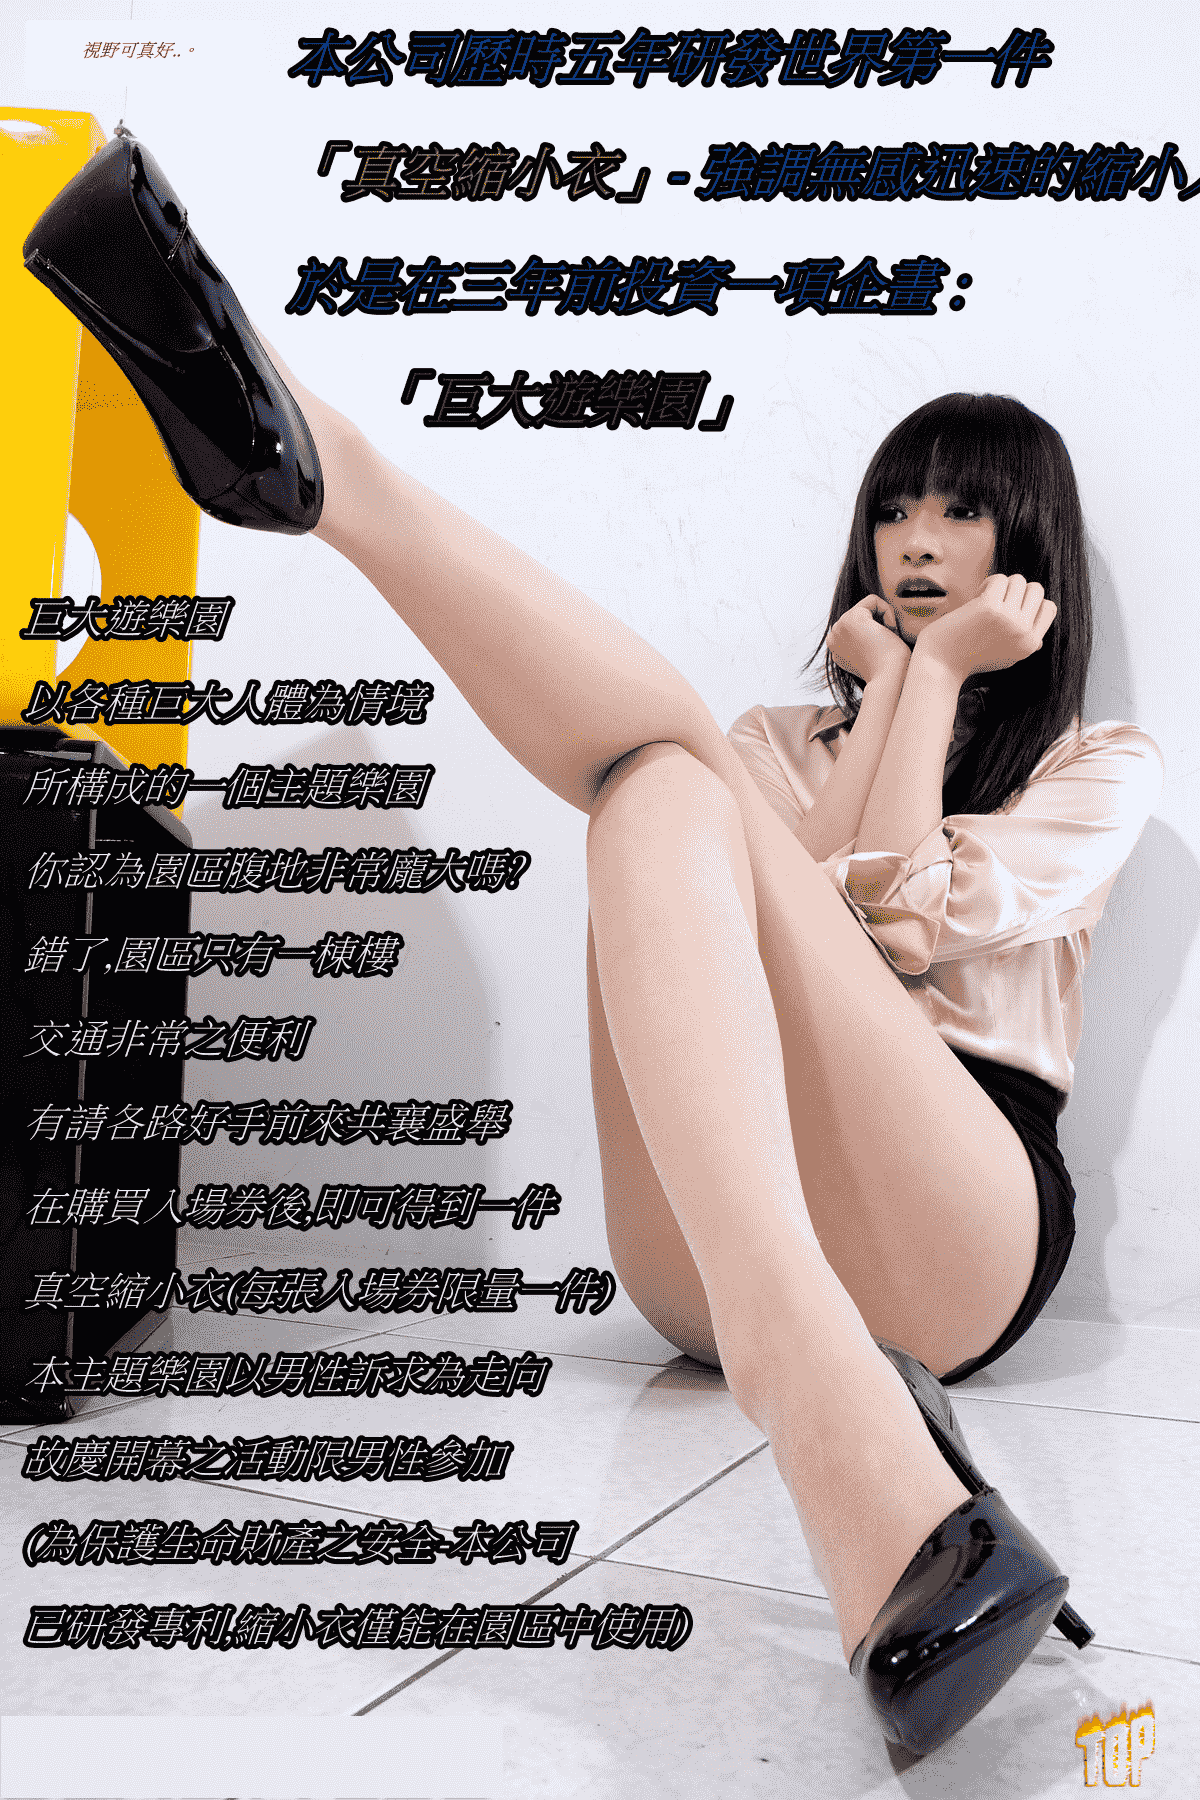 視野可真好..。
本公司歷時五年研發世界第一件
「真空縮小衣」- 強調無感迅速的縮小
於是在三年前投資一項企畫：
「巨大遊樂園」
巨大遊樂園
以各種巨大人體為情境
所構成的一個主題樂園
你認為園區腹地非常龐大嗎?
錯了,園區只有一棟樓
交通非常之便利
有請各路好手前來共襄盛舉
在購買入場券後,即可得到一件
真空縮小衣(每張入場券限量一件)
本主題樂園以男性訴求為走向
故慶開幕之活動限男性參加
(為保護生命財產之安全-本公司
已研發專利,縮小衣僅能在園區中使用)
TOP